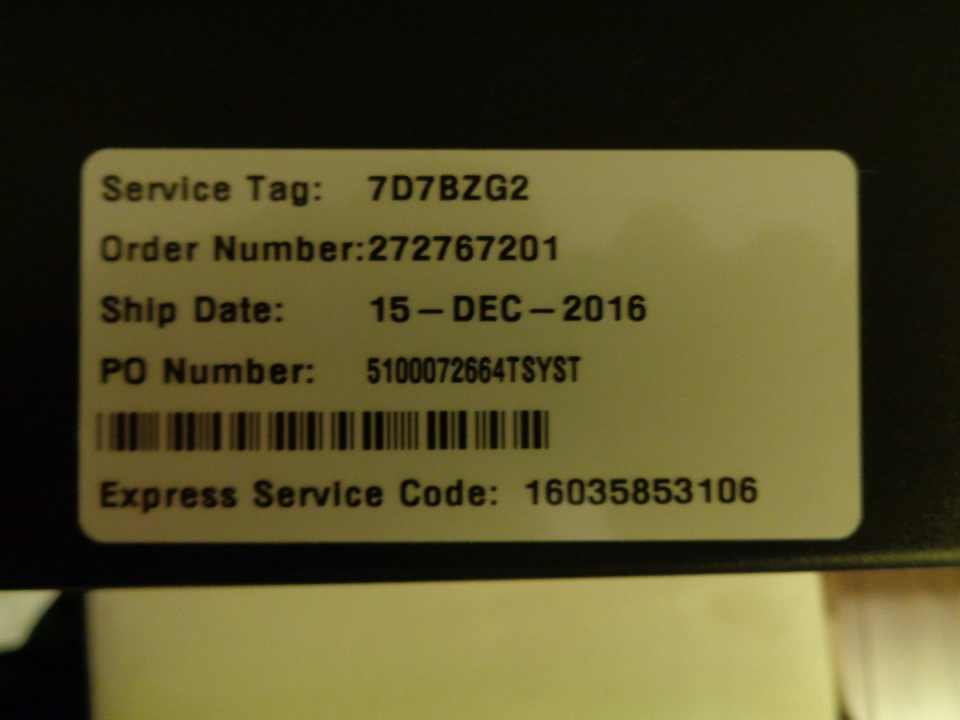 Service Tag: 7D7BZG2
Order Number:272767201
Ship Date: 15-DEC-2016
PO Number: 5100072664TSYST
Express Service Code: 16035853106